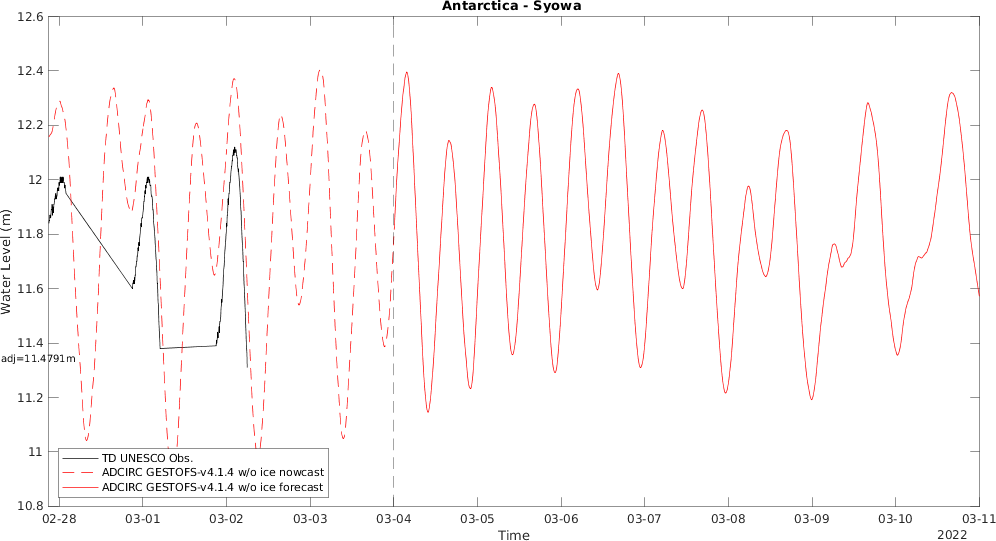 Antarctica - Syowa
12.6
12.4
12.2
12
11.8
11.6
11.4
11
10.8
Water Level (m)
adj=11.4791m
TD UNESCO Obs.
ADCIRC GESTOFS-v4.1.4 w/o ice nowcast
ADCIRC GESTOFS-v4.1.4 w/o ice forecast
02-28 03-01 03-02 03-03 03-04 03-05 03-06 03-07 03-08 03-09 03-10 03-11
Time
2022